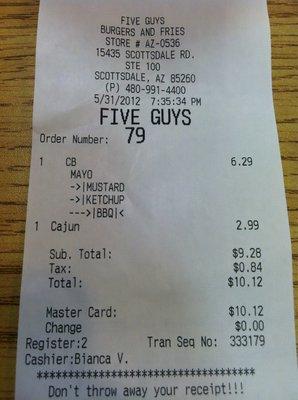 FIVE GUYS
BURGERS AND FRIES
STORE # AZ-0536
15435 SCOTTSDALE RD.
STE 100
SCOTTSDALE, AZ 85260
(P) 480-991-4400
5/31/2012 7:35:34 PM
FIVE GUYS
Order Number: 79
1 CB 6.29
MAYO
->|MUSTARD
->|KETCHUP
--->|BBQ|<
1 Cajun 2.99
Sub. Total: $9.28
Tax: $0.84
Total: $10.12
Master Card: $10.12
Change $0.00
Register:2 Tran Seq No: 333179
Cashier:Bianca V.
***************************************
Don't throw away your receipt!!!